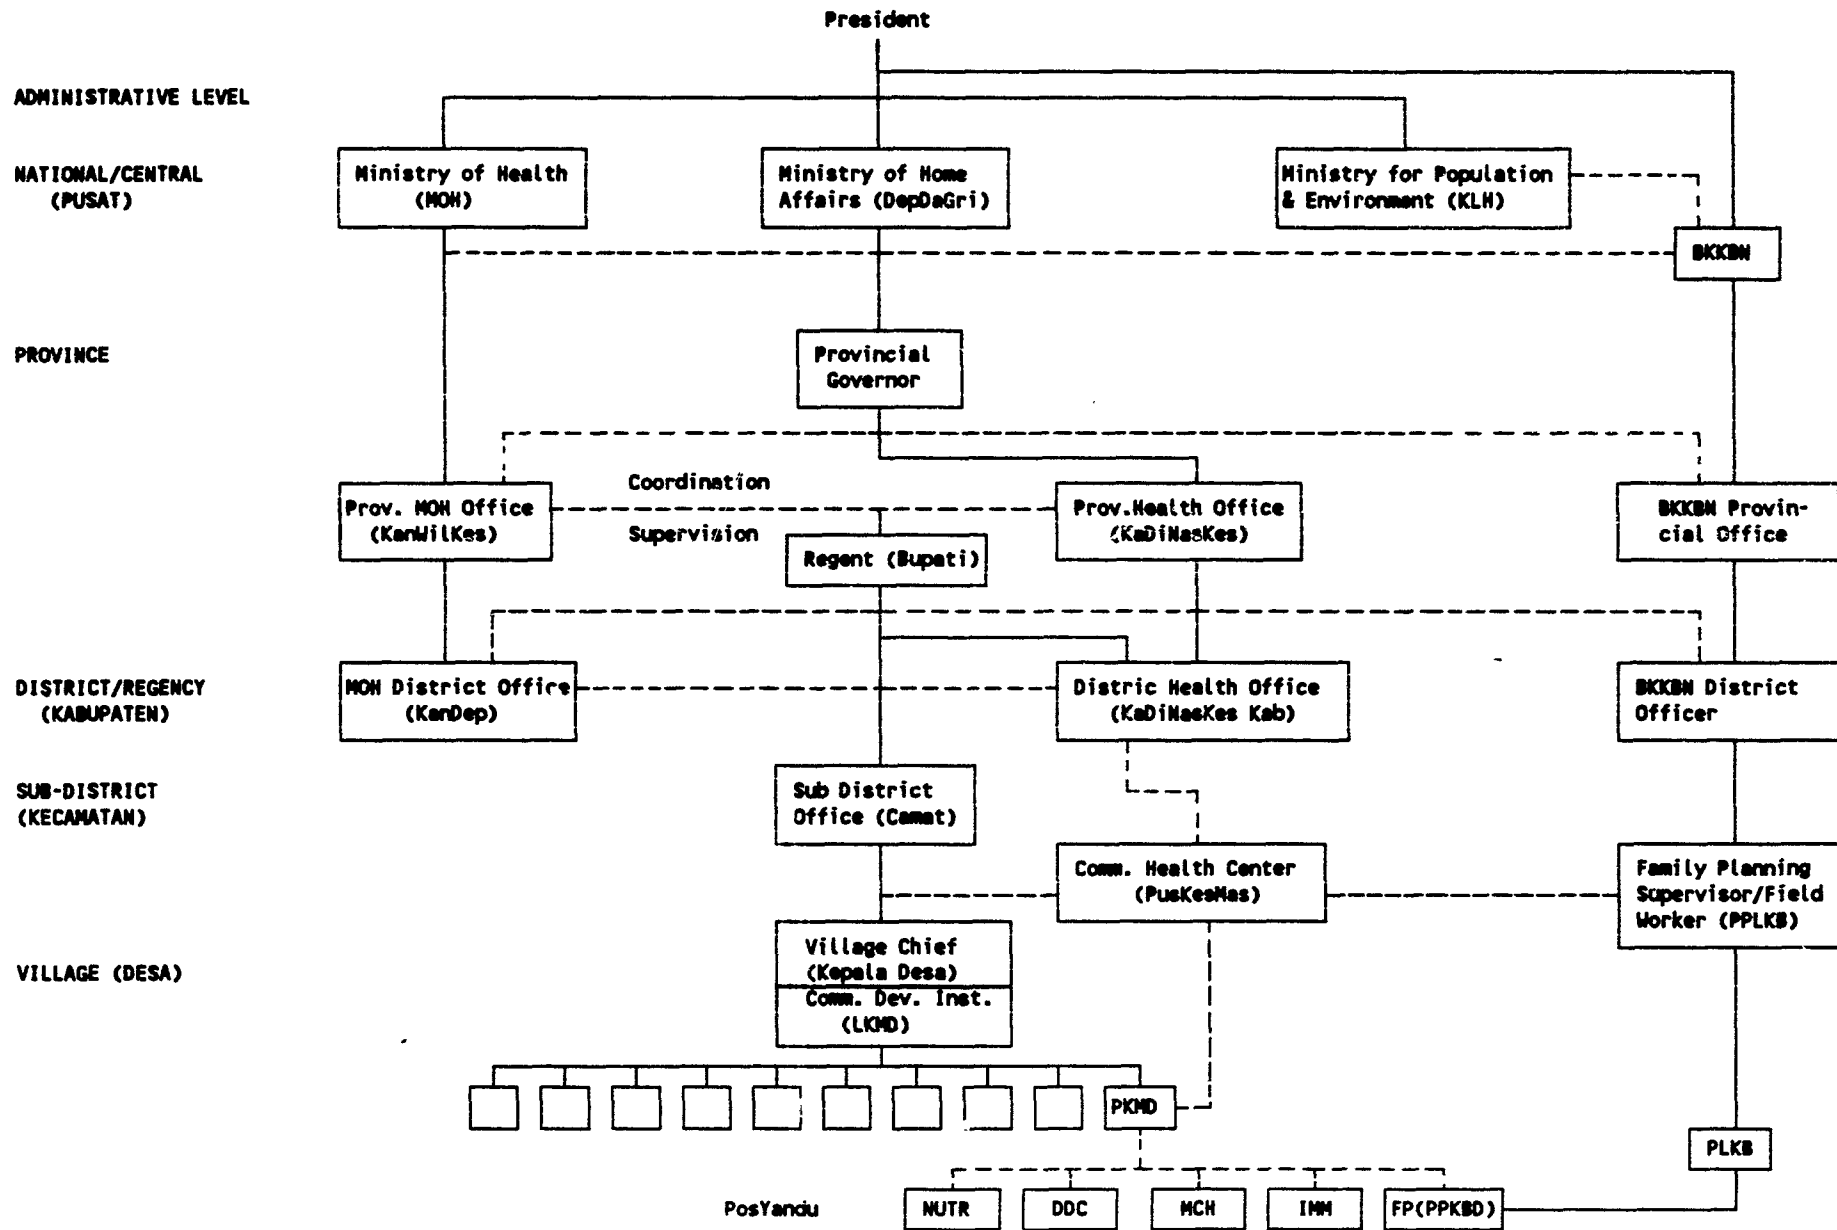 President
ADMINISTRATIVE LEVEL
NATIONAL/CENTRAL
(PUSAT)
Ministry of Health
(MOH)
Ministry of Home
Affairs (DepDaGri)
Ministry for Population
& Environment (KLH)
BKKBN
PROVINCE
Provincial
Governor
Coordination
Prov. MOH Office
(KanWilKes)
Supervision
Regent (Bupati)
Prov.Health Office
(KaDiNasKes)
BKKBN Provin-
cial Office
DISTRICT/REGENCY
(KABUPATEN)
MOH District Office
(KanDep)
Distric Health Office
(KaDiNasKes Kab)
BKKBN District
Officer
SUB-DISTRICT
(KECAMATAN)
Sub District
Office (Camat)
Comm. Health Center
(PusKesMas)
Family Planning
Supervisor/Field
Worker (PPLKB)
VILLAGE (DESA)
Village Chief
(Kepala Desa)
Comm. Dev. Inst.
(LKMD)
PKMD
PLKB
PosYandu
NUTR
DDC
MCH
IMM
FP(PPKBD)